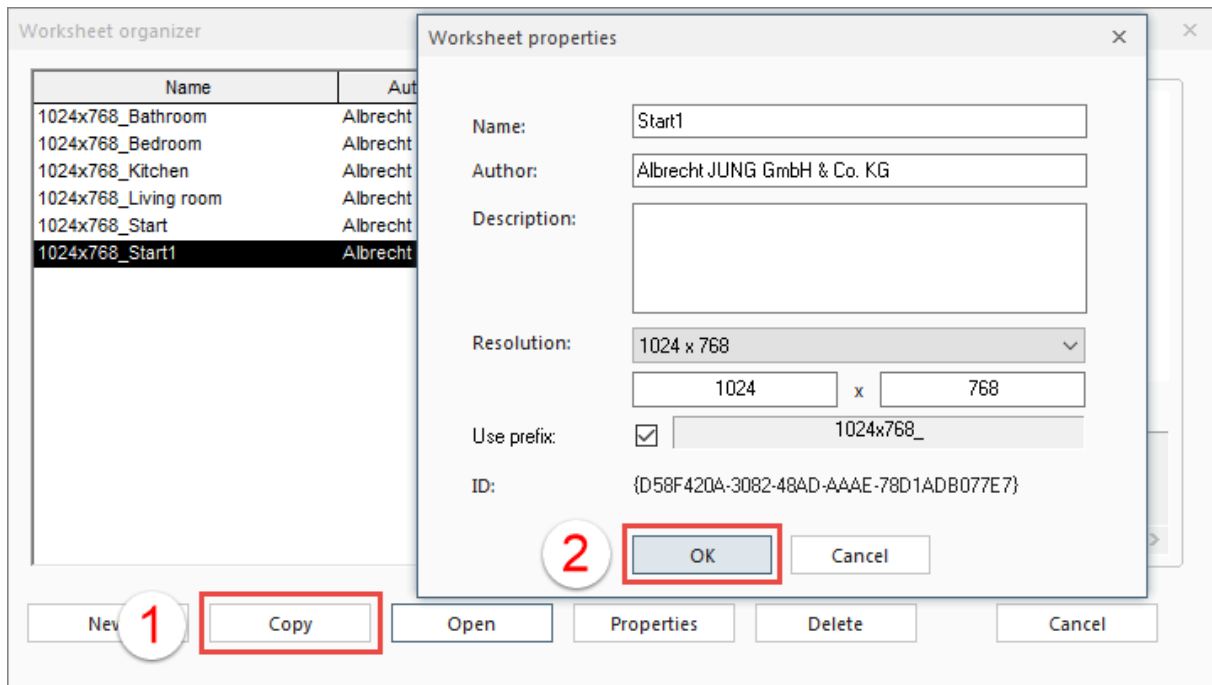 Worksheet organizer
Name Aut
1024x768_Bathroom Albrecht
1024x768_Bedroom Albrecht
1024x768_Kitchen Albrecht
1024x768_Living room Albrecht
1024x768_Start Albrecht
1024x768_Start1 Albrecht
Worksheet properties
Name: Start1
Author: Albrecht JUNG GmbH & Co. KG
Description:
Resolution: 1024 x 768
1024 x 768
Use prefix: 1024x768_
ID: {D58F420A-3082-48AD-AAAE-78D1ADB077E7}
2 OK Cancel
New 1 Copy Open Properties Delete Cancel